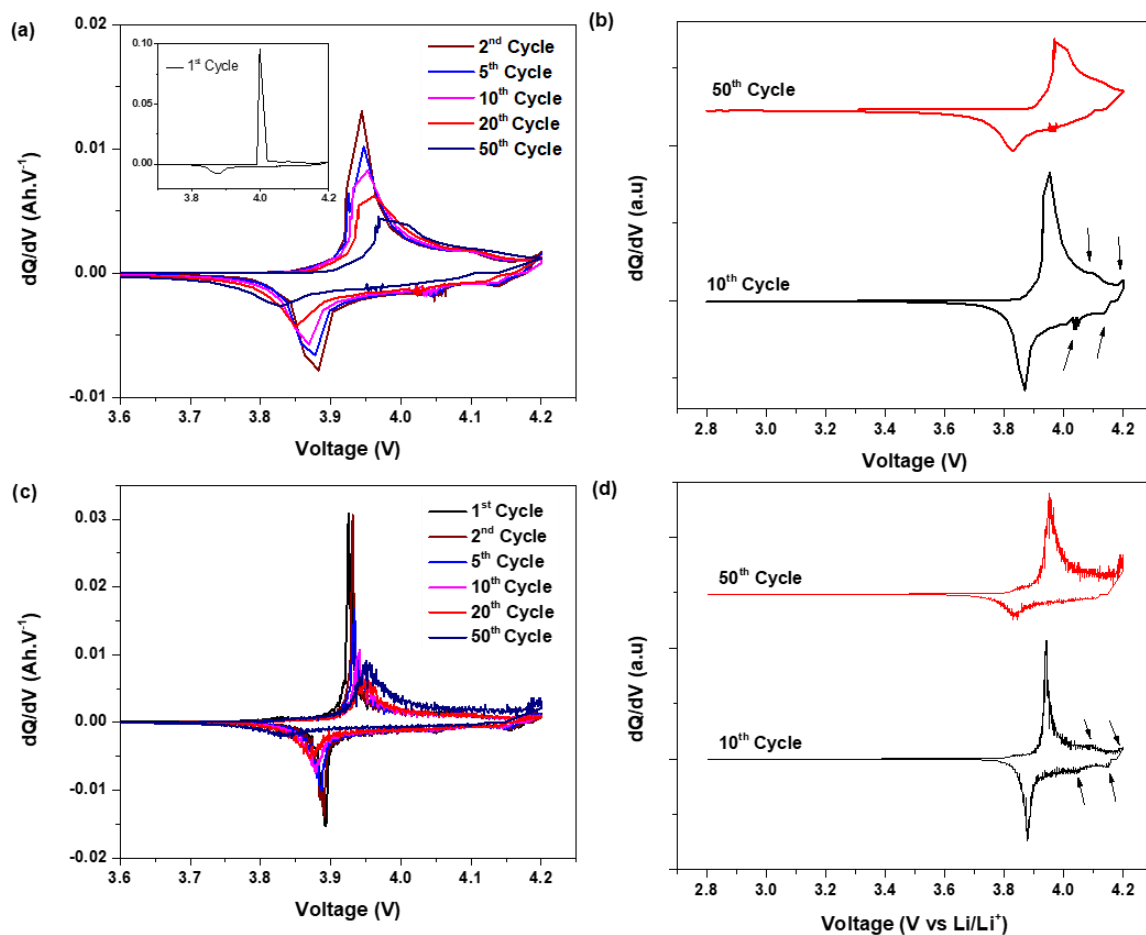 (a)
0.02
0.01
0.00
-0.01
dQ/dV (Ah.V⁻¹)
3.6 3.7 3.8 3.9 4.0 4.1 4.2
Voltage (V)
0.10
0.05
0.00
3.8 4.0 4.2
1ˢᵗ Cycle
2ⁿᵈ Cycle
5ᵗʰ Cycle
10ᵗʰ Cycle
20ᵗʰ Cycle
50ᵗʰ Cycle
(b)
50ᵗʰ Cycle
10ᵗʰ Cycle
dQ/dV (a.u)
2.8 3.0 3.2 3.4 3.6 3.8 4.0 4.2
Voltage (V)
(c)
0.03
0.02
0.01
0.00
-0.01
-0.02
dQ/dV (Ah.V⁻¹)
1ˢᵗ Cycle
2ⁿᵈ Cycle
5ᵗʰ Cycle
10ᵗʰ Cycle
20ᵗʰ Cycle
50ᵗʰ Cycle
3.6 3.7 3.8 3.9 4.0 4.1 4.2
Voltage (V)
(d)
50ᵗʰ Cycle
10ᵗʰ Cycle
dQ/dV (a.u)
2.8 3.0 3.2 3.4 3.6 3.8 4.0 4.2
Voltage (V vs Li/Li⁺)